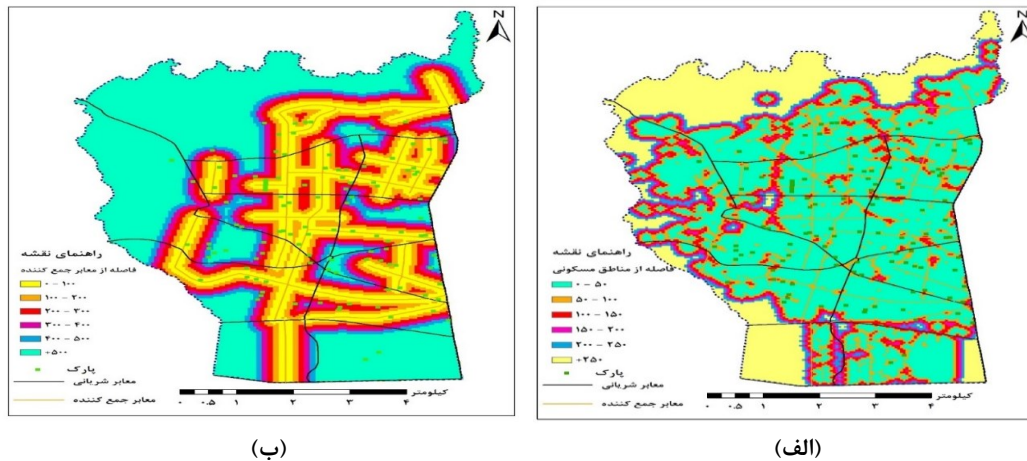 N
راهنمای نقشه
فاصله از مناطق مسکونی
۰ - ۵۰
۵۰ - ۱۰۰
۱۰۰ - ۱۵۰
۱۵۰ - ۲۰۰
۲۰۰ - ۲۵۰
+۲۵۰
پارک
معابر شریانی
معابر جمع کننده
۰ ۰.۵ ۱ ۲ ۳ ۴
کیلومتر
(الف)
N
راهنمای نقشه
فاصله از معابر جمع کننده
۰ - ۱۰۰
۱۰۰ - ۲۰۰
۲۰۰ - ۳۰۰
۳۰۰ - ۴۰۰
۴۰۰ - ۵۰۰
+۵۰۰
پارک
معابر شریانی
معابر جمع کننده
۰ ۰.۵ ۱ ۲ ۳ ۴
کیلومتر
(ب)